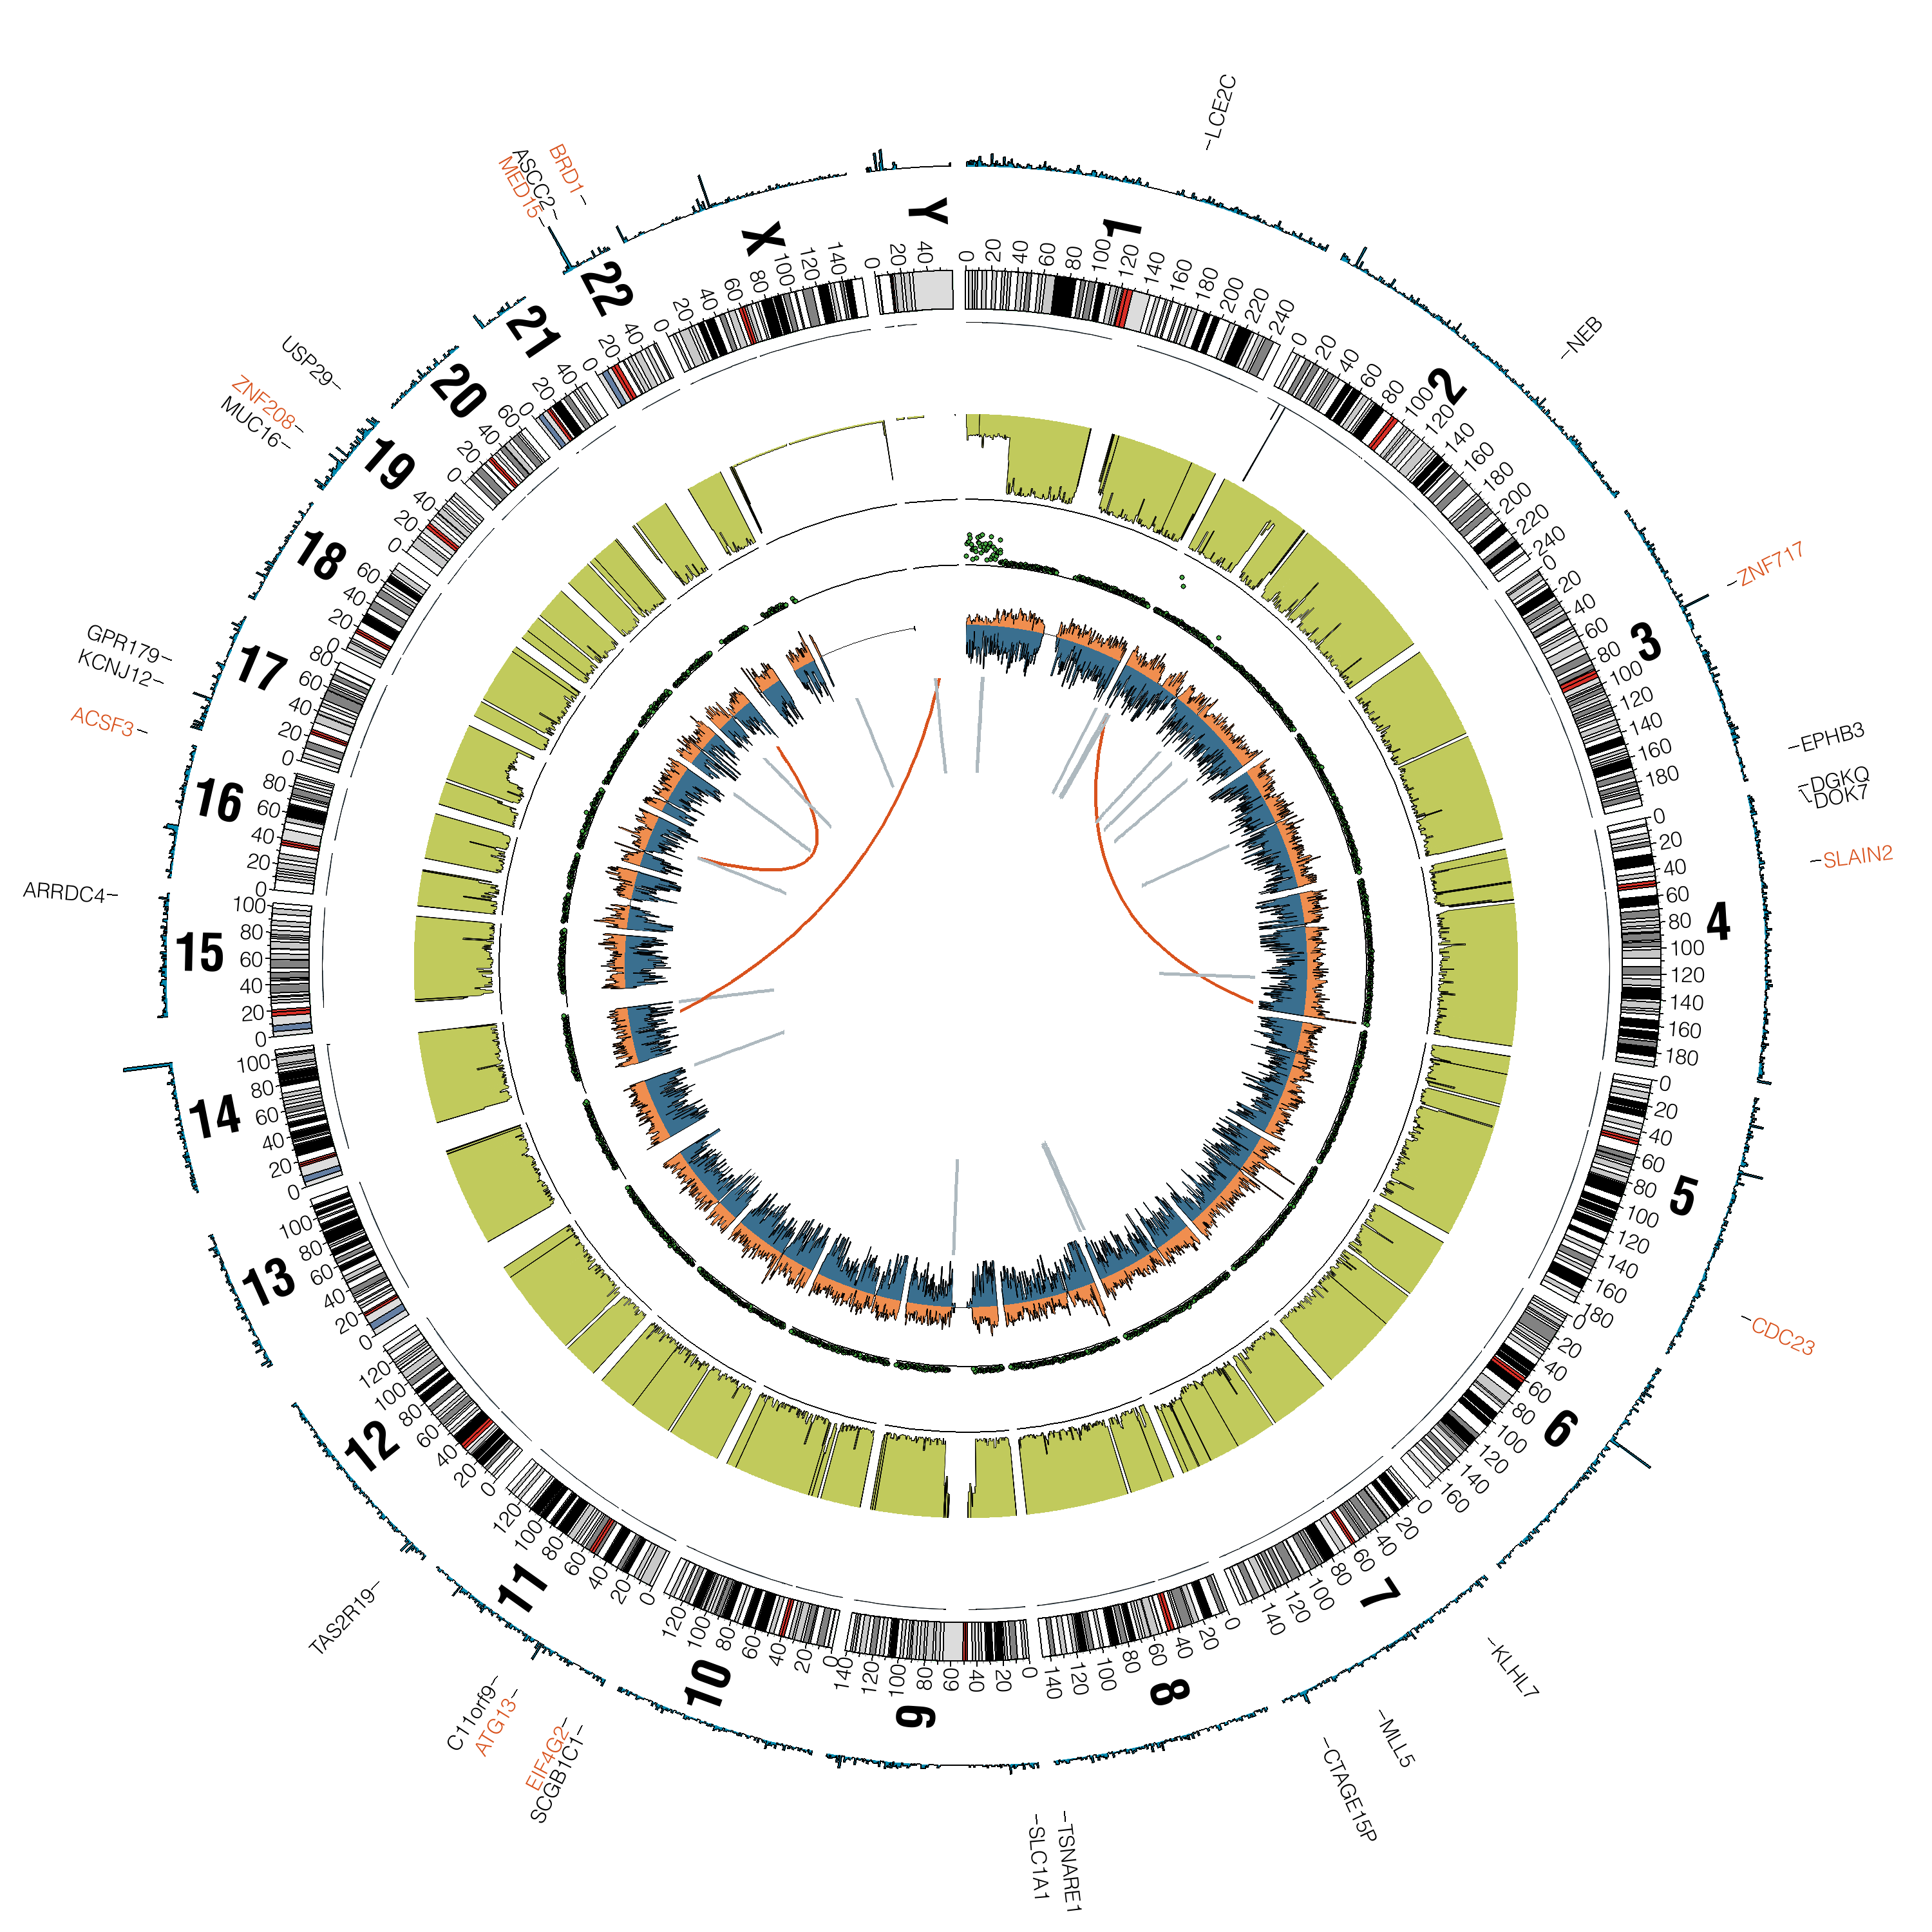 LCE2C
NEB
ZNF717
EPHB3
DGKQ
DOK7
SLAIN2
CDC23
KLHL7
MLL5
CTAGE15P
TSNARE1
SLC1A1
SCGB1C1
EIF4G2
ATG13
C11orf9
TAS2R19
ARRDC4
ACSF3
KCNJ12
GPR179
MUC16
ZNF208
USP29
MED15
ASCC2
BRD1
1
0 20 40 60 80 100 120 140 160 180 200 220 240
2
0 20 40 60 80 100 120 140 160 180 200 220 240
3
0 20 40 60 80 100 120 140 160 180
4
0 20 40 60 80 100 120 140 160 180
5
0 20 40 60 80 100 120 140 160 180
6
0 20 40 60 80 100 120 140 160
7
0 20 40 60 80 100 120 140
8
0 20 40 60 80 100 120 140
9
0 20 40 60 80 100 120 140
10
0 20 40 60 80 100 120
11
0 20 40 60 80 100 120
12
0 20 40 60 80 100 120
13
0 20 40 60 80 100
14
0 20 40 60 80 100
15
0 20 40 60 80 100
16
0 20 40 60 80
17
0 20 40 60 80
18
0 20 40 60
19
0 20 40
20
0 20 40 60
21
0 20 40
22
0 20 40
X
0 20 40 60 80 100 120 140
Y
0 20 40